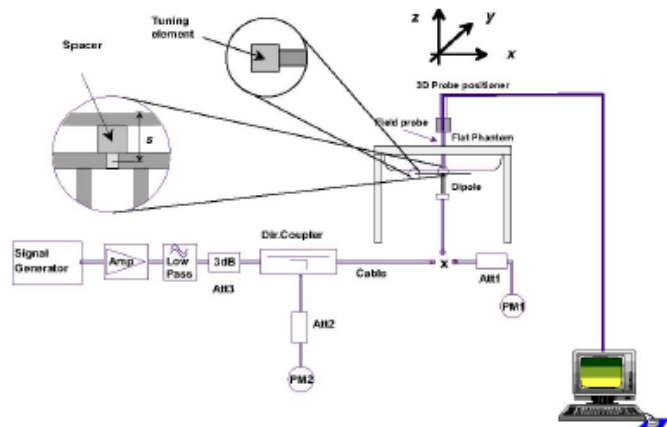 Tuning
element
Spacer
z
y
x
3D Probe positioner
Field probe
Flat Phantom
s
Dipole
Dir.Coupler
Signal
Generator
Amp
Low
Pass
3dB
Att3
Cable
x
Att1
PM1
Att2
PM2